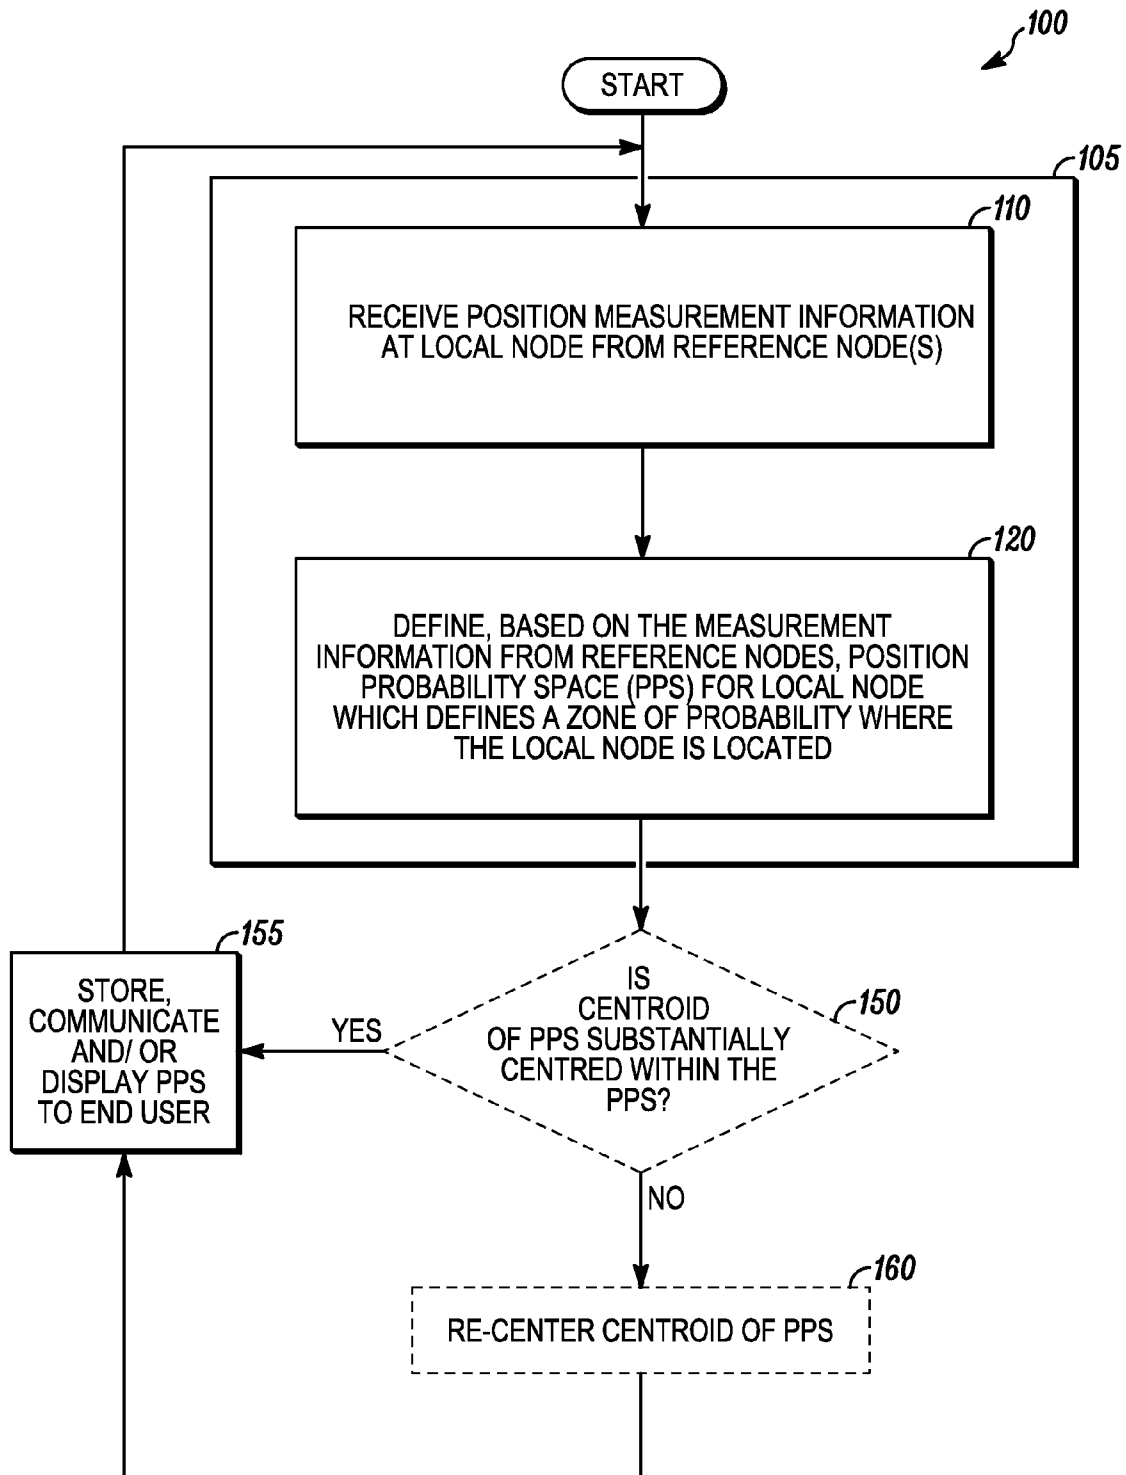 100
START
105
110
RECEIVE POSITION MEASUREMENT INFORMATION
AT LOCAL NODE FROM REFERENCE NODE(S)
120
DEFINE, BASED ON THE MEASUREMENT
INFORMATION FROM REFERENCE NODES, POSITION
PROBABILITY SPACE (PPS) FOR LOCAL NODE
WHICH DEFINES A ZONE OF PROBABILITY WHERE
THE LOCAL NODE IS LOCATED
155
STORE,
COMMUNICATE
AND/ OR
DISPLAY PPS
TO END USER
YES
150
IS
CENTROID
OF PPS SUBSTANTIALLY
CENTRED WITHIN THE
PPS?
NO
160
RE-CENTER CENTROID OF PPS